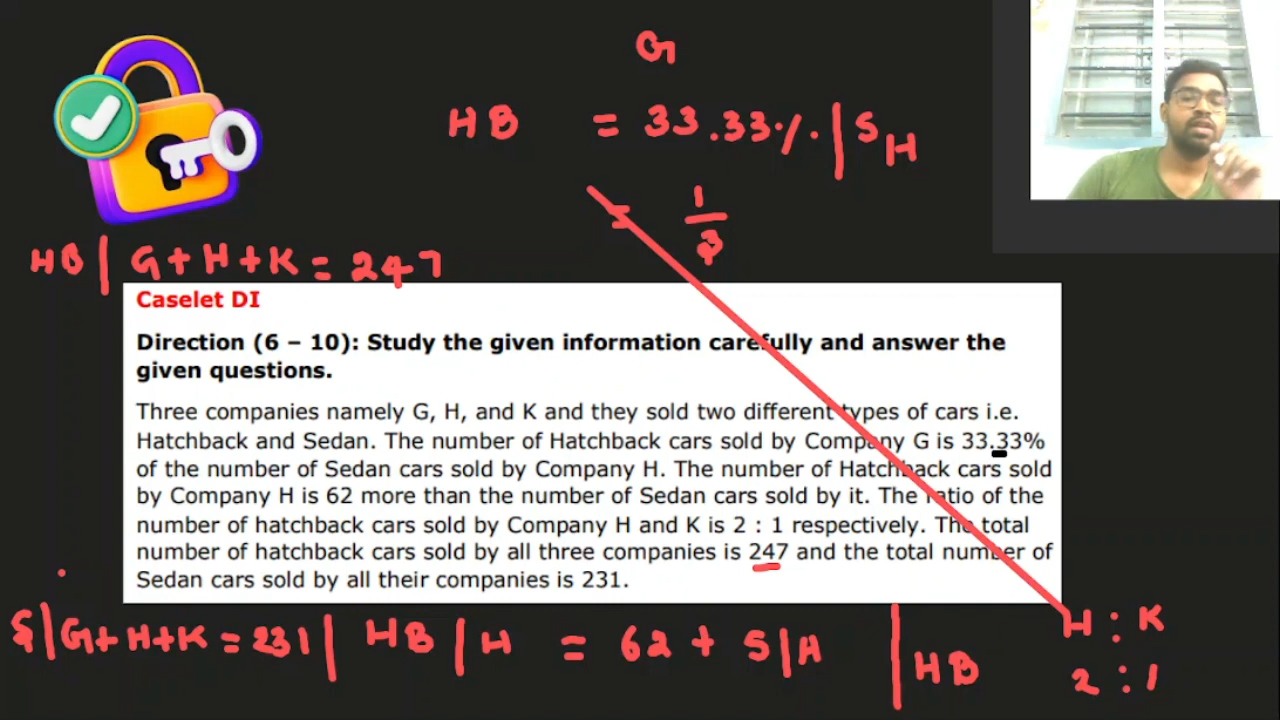 G
HB = 33.33% | S H
= 1/3
HB | G+H+K = 247
Caselet DI
Direction (6 – 10): Study the given information carefully and answer the
given questions.
Three companies namely G, H, and K and they sold two different types of cars i.e.
Hatchback and Sedan. The number of Hatchback cars sold by Company G is 33.33%
of the number of Sedan cars sold by Company H. The number of Hatchback cars sold
by Company H is 62 more than the number of Sedan cars sold by it. The ratio of the
number of hatchback cars sold by Company H and K is 2 : 1 respectively. The total
number of hatchback cars sold by all three companies is 247 and the total number of
Sedan cars sold by all their companies is 231.
S|G+H+K = 231 | HB | H = 62 + S|H | HB H : K
2 : 1